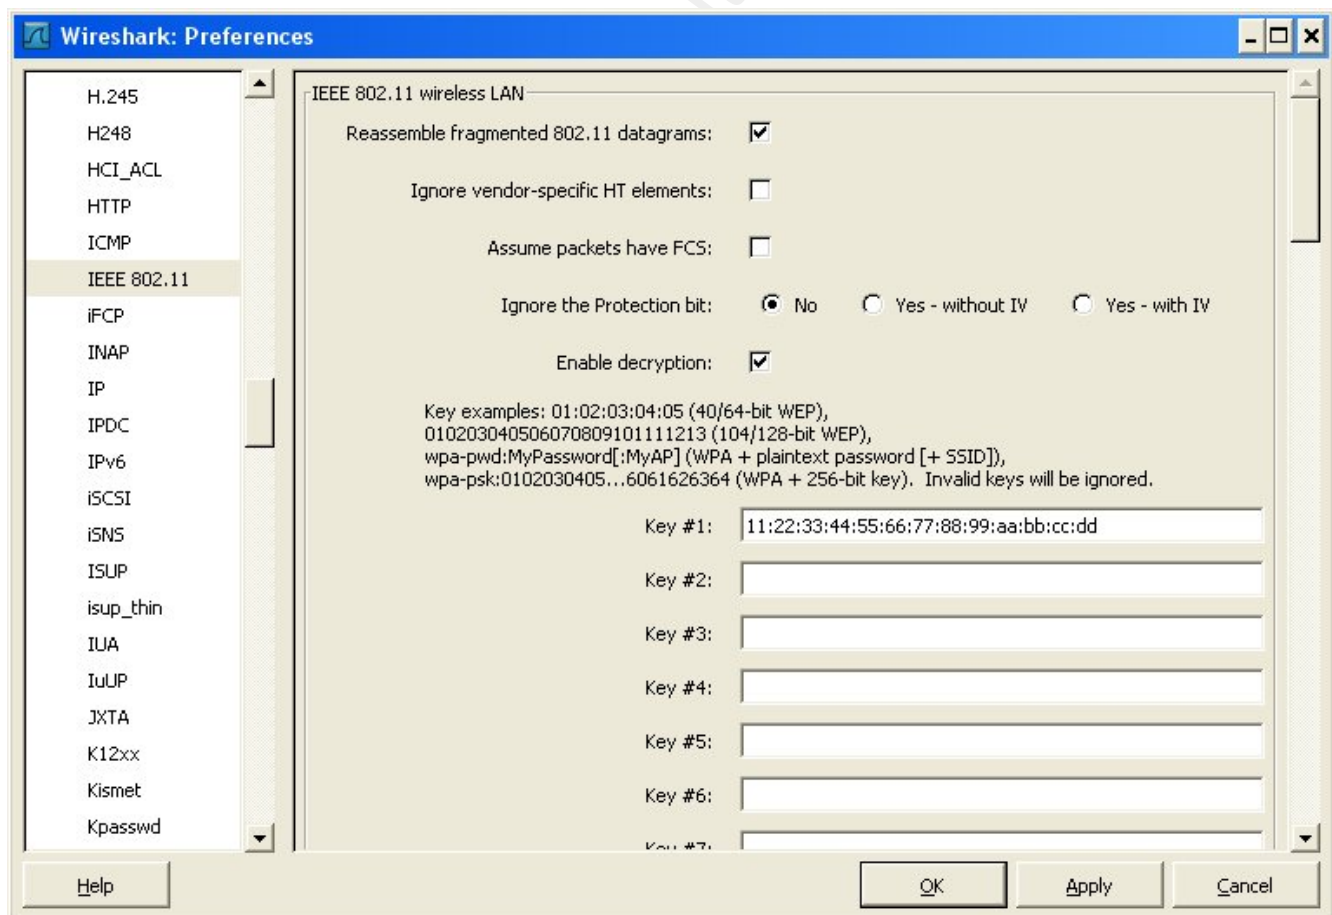 Wireshark: Preferences
H.245
H248
HCI_ACL
HTTP
ICMP
IEEE 802.11
iFCP
INAP
IP
IPDC
IPv6
iSCSI
iSNS
ISUP
isup_thin
IUA
IuUP
JXTA
K12xx
Kismet
Kpasswd
IEEE 802.11 wireless LAN
Reassemble fragmented 802.11 datagrams:
Ignore vendor-specific HT elements:
Assume packets have FCS:
Ignore the Protection bit: No Yes - without IV Yes - with IV
Enable decryption:
Key examples: 01:02:03:04:05 (40/64-bit WEP),
010203040506070809101111213 (104/128-bit WEP),
wpa-pwd:MyPassword[:MyAP] (WPA + plaintext password [+ SSID]),
wpa-psk:0102030405...6061626364 (WPA + 256-bit key). Invalid keys will be ignored.
Key #1: 11:22:33:44:55:66:77:88:99:aa:bb:cc:dd
Key #2:
Key #3:
Key #4:
Key #5:
Key #6:
Key #7:
Help OK Apply Cancel